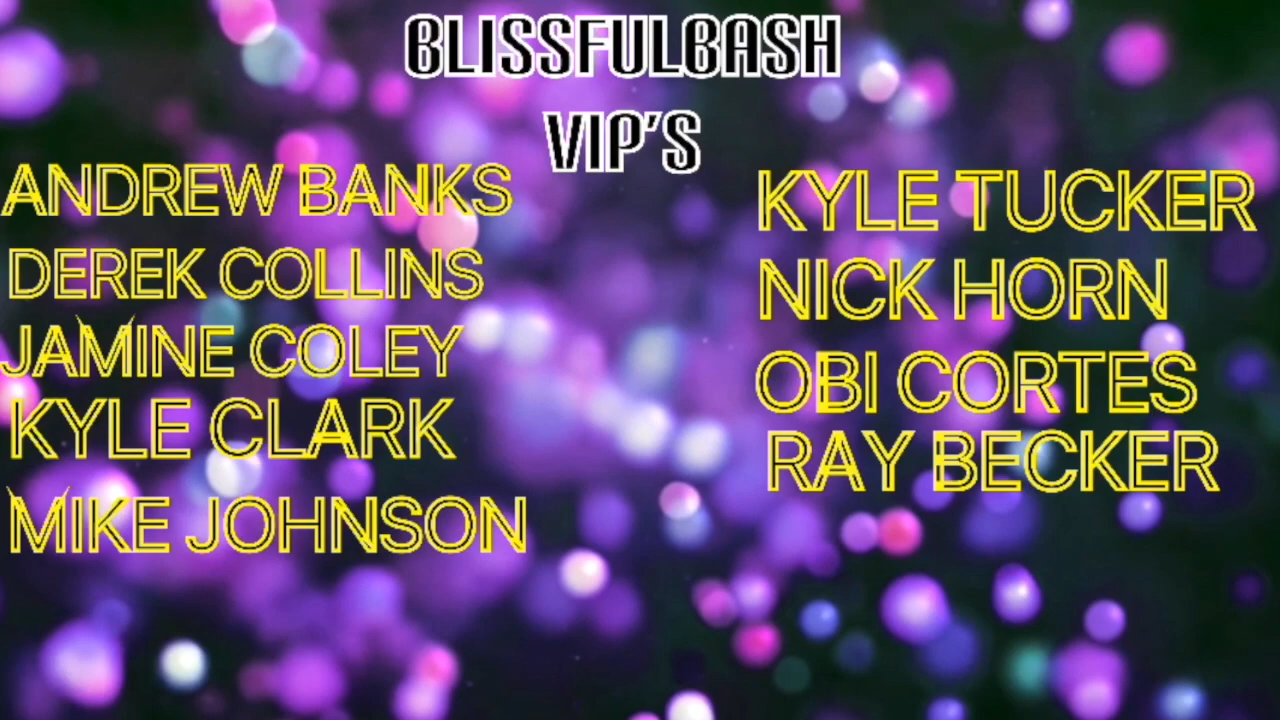 BLISSFULBASH
VIP'S
ANDREW BANKS
DEREK COLLINS
JAMINE COLEY
KYLE CLARK
MIKE JOHNSON
KYLE TUCKER
NICK HORN
OBI CORTES
RAY BECKER